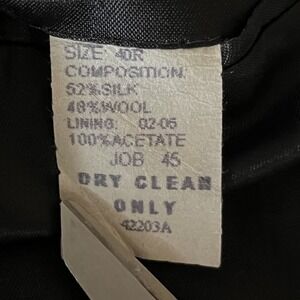 SIZE 40R
COMPOSITION:
52%SILK
48%WOOL
LINING: 02-05
100%ACETATE
JOB 45
DRY CLEAN
ONLY
42203A